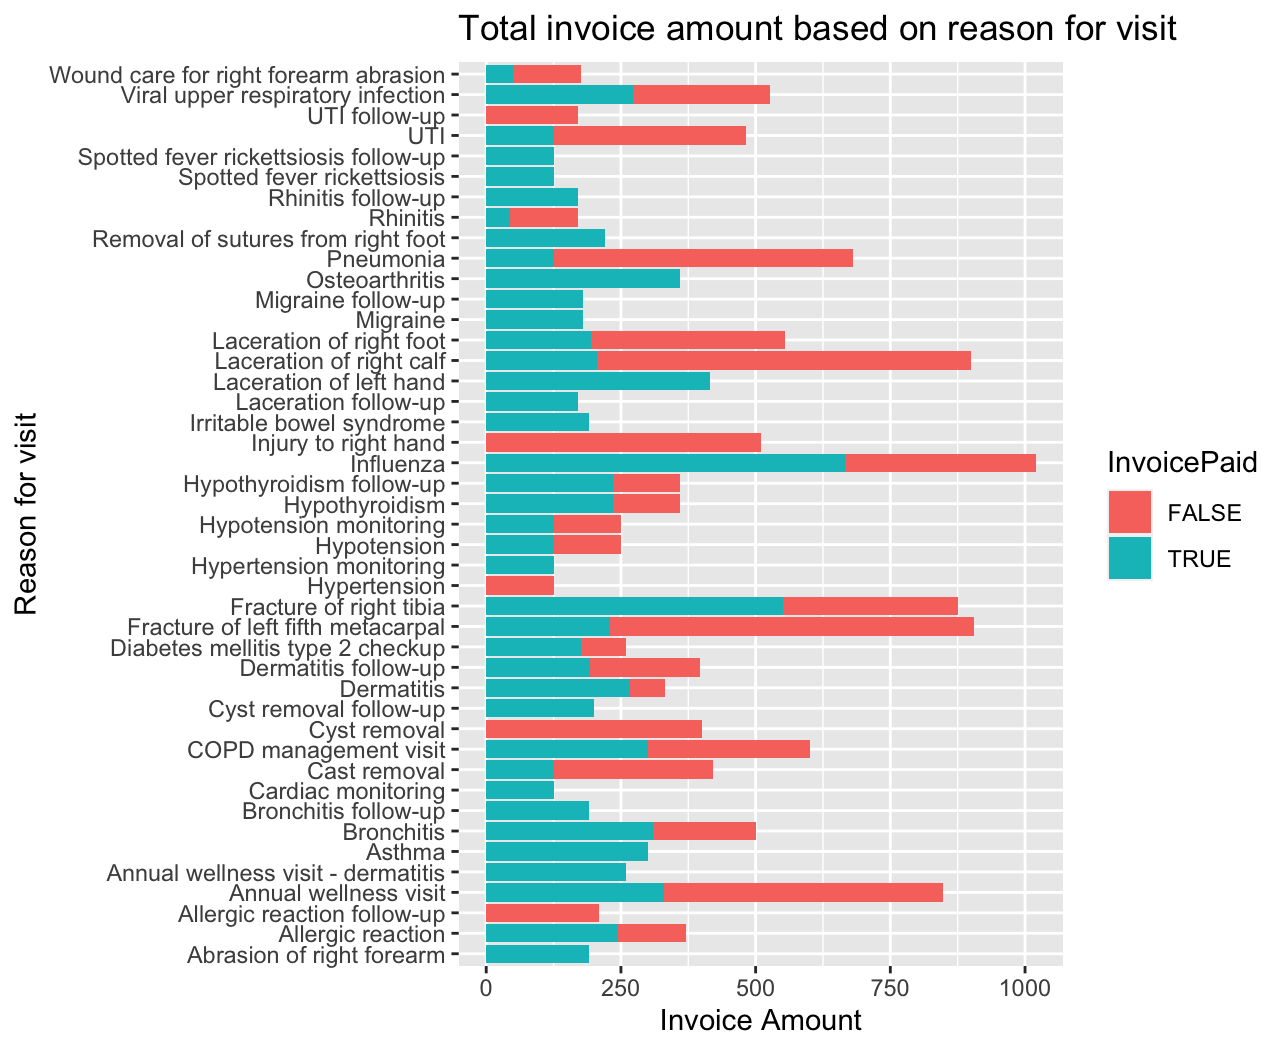 Total invoice amount based on reason for visit
Reason for visit
Wound care for right forearm abrasion
Viral upper respiratory infection
UTI follow-up
UTI
Spotted fever rickettsiosis follow-up
Spotted fever rickettsiosis
Rhinitis follow-up
Rhinitis
Removal of sutures from right foot
Pneumonia
Osteoarthritis
Migraine follow-up
Migraine
Laceration of right foot
Laceration of right calf
Laceration of left hand
Laceration follow-up
Irritable bowel syndrome
Injury to right hand
Influenza
Hypothyroidism follow-up
Hypothyroidism
Hypotension monitoring
Hypotension
Hypertension monitoring
Hypertension
Fracture of right tibia
Fracture of left fifth metacarpal
Diabetes mellitis type 2 checkup
Dermatitis follow-up
Dermatitis
Cyst removal follow-up
Cyst removal
COPD management visit
Cast removal
Cardiac monitoring
Bronchitis follow-up
Bronchitis
Asthma
Annual wellness visit - dermatitis
Annual wellness visit
Allergic reaction follow-up
Allergic reaction
Abrasion of right forearm
0 250 500 750 1000
Invoice Amount
InvoicePaid
FALSE
TRUE